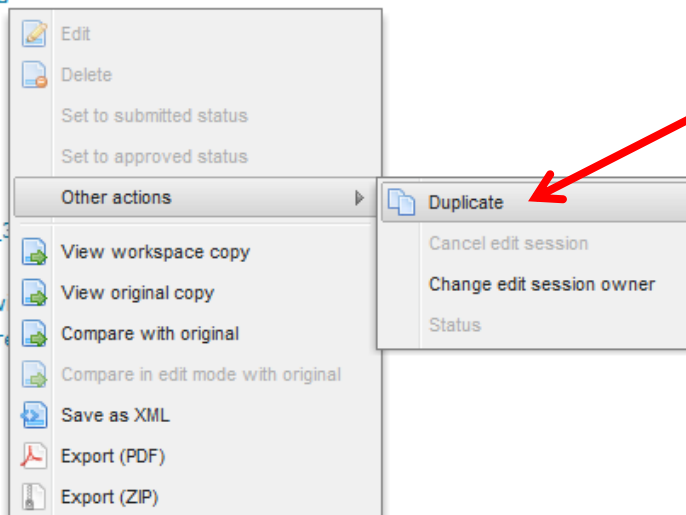 Edit
Delete
Set to submitted status
Set to approved status
Other actions
Duplicate
Cancel edit session
Change edit session owner
Status
View workspace copy
View original copy
Compare with original
Compare in edit mode with original
Save as XML
Export (PDF)
Export (ZIP)